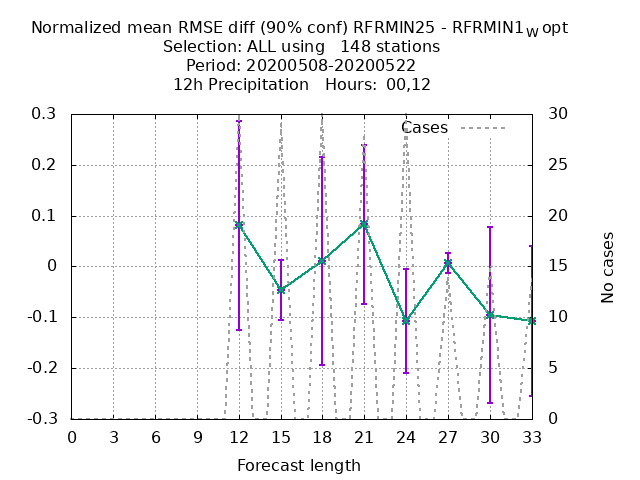 Normalized mean RMSE diff (90% conf) RFRMIN25 - RFRMIN1wopt
Selection: ALL using   148 stations
Period: 20200508-20200522
12h Precipitation   Hours:  00,12
Cases
0.3
0.2
0.1
0
-0.1
-0.2
-0.3
30
25
20
15
10
5
0
No cases
0 3 6 9 12 15 18 21 24 27 30 33
Forecast length